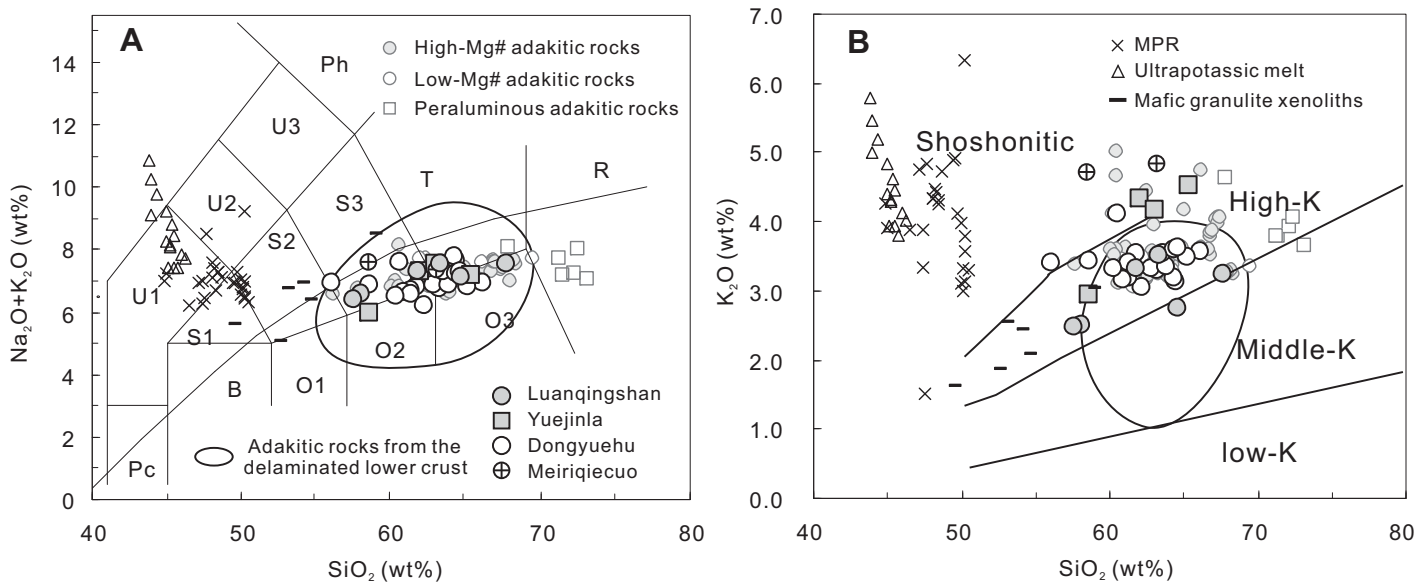 A
High-Mg# adakitic rocks
Low-Mg# adakitic rocks
Peraluminous adakitic rocks
Ph
U3
U2
U1
S3
S2
S1
T
R
O3
O2
O1
B
Pc
Luanqingshan
Yuejinla
Dongyuehu
Meiriqiecuo
Adakitic rocks from the
delaminated lower crust
14
12
10
8
6
4
2
0
40
50
60
70
80
Na₂O+K₂O (wt%)
SiO₂ (wt%)
B
MPR
Ultrapotassic melt
Mafic granulite xenoliths
Shoshonitic
High-K
Middle-K
low-K
7.0
6.0
5.0
4.0
3.0
2.0
1.0
0.0
40
50
60
70
80
K₂O (wt%)
SiO₂ (wt%)